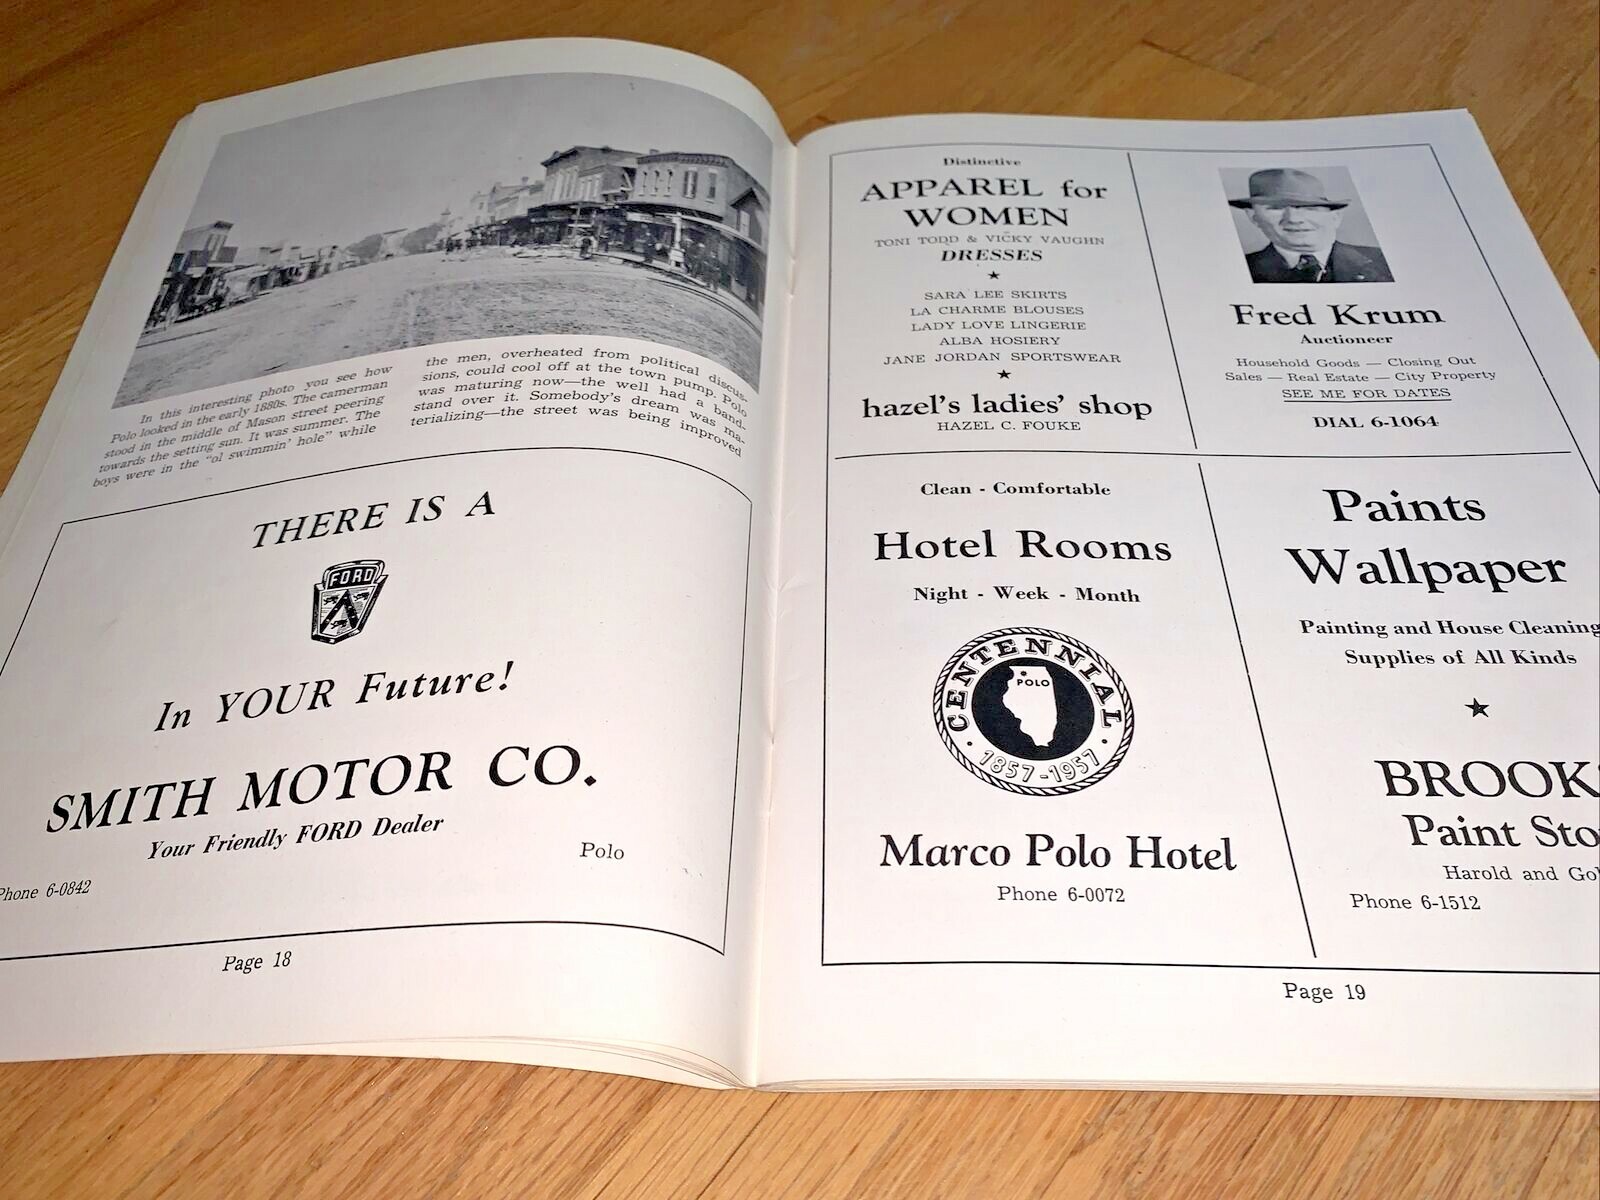 In this interesting photo you see how
Polo looked in the early 1880s. The camerman
stood in the middle of Mason street peering
towards the setting sun. It was summer. The
boys were in the "ol swimmin' hole" while
the men, overheated from political discus-
sions, could cool off at the town pump. Polo
was maturing now—the well had a band-
stand over it. Somebody's dream was ma-
terializing—the street was being improved
THERE IS A
FORD
In YOUR Future!
SMITH MOTOR CO.
Your Friendly FORD Dealer
Polo
Phone 6-0842
Page 18
Distinctive
APPAREL for
WOMEN
TONI TODD & VICKY VAUGHN
DRESSES
SARA LEE SKIRTS
LA CHARME BLOUSES
LADY LOVE LINGERIE
ALBA HOSIERY
JANE JORDAN SPORTSWEAR
hazel's ladies' shop
HAZEL C. FOUKE
Fred Krum
Auctioneer
Household Goods — Closing Out
Sales — Real Estate — City Property
SEE ME FOR DATES
DIAL 6-1064
Clean - Comfortable
Hotel Rooms
Night - Week - Month
CENTENNIAL
POLO
1857-1957
Marco Polo Hotel
Phone 6-0072
Paints
Wallpaper
Painting and House Cleaning
Supplies of All Kinds
BROOK
Paint Sto
Harold and Go
Phone 6-1512
Page 19